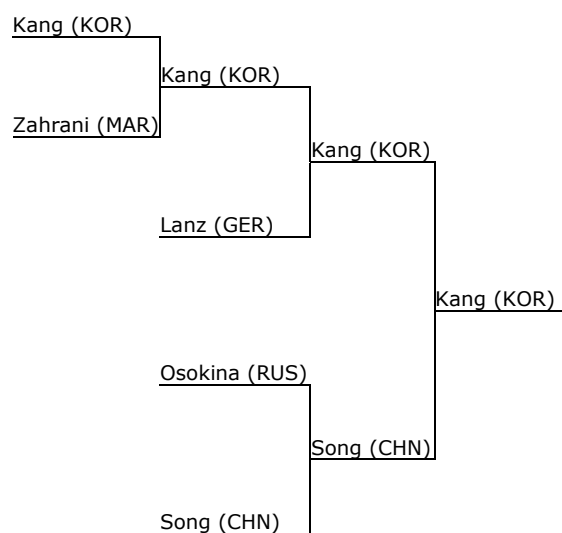 Kang (KOR)
Kang (KOR)
Zahrani (MAR)
Kang (KOR)
Lanz (GER)
Kang (KOR)
Osokina (RUS)
Song (CHN)
Song (CHN)